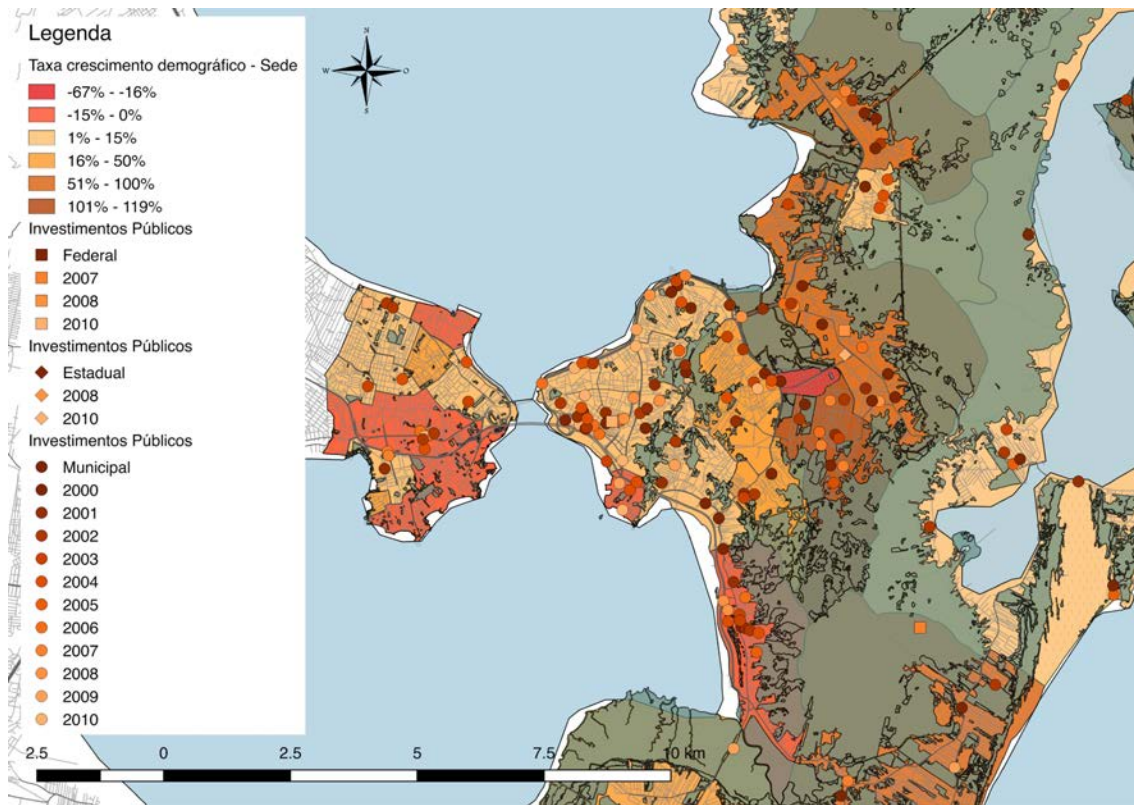 Legenda
Taxa crescimento demográfico - Sede
-67% - -16%
-15% - 0%
1% - 15%
16% - 50%
51% - 100%
101% - 119%
Investimentos Públicos
Federal
2007
2008
2010
Investimentos Públicos
Estadual
2008
2010
Investimentos Públicos
Municipal
2000
2001
2002
2003
2004
2005
2006
2007
2008
2009
2010
N
W O
S
2.5 0 2.5 5 7.5 10 km